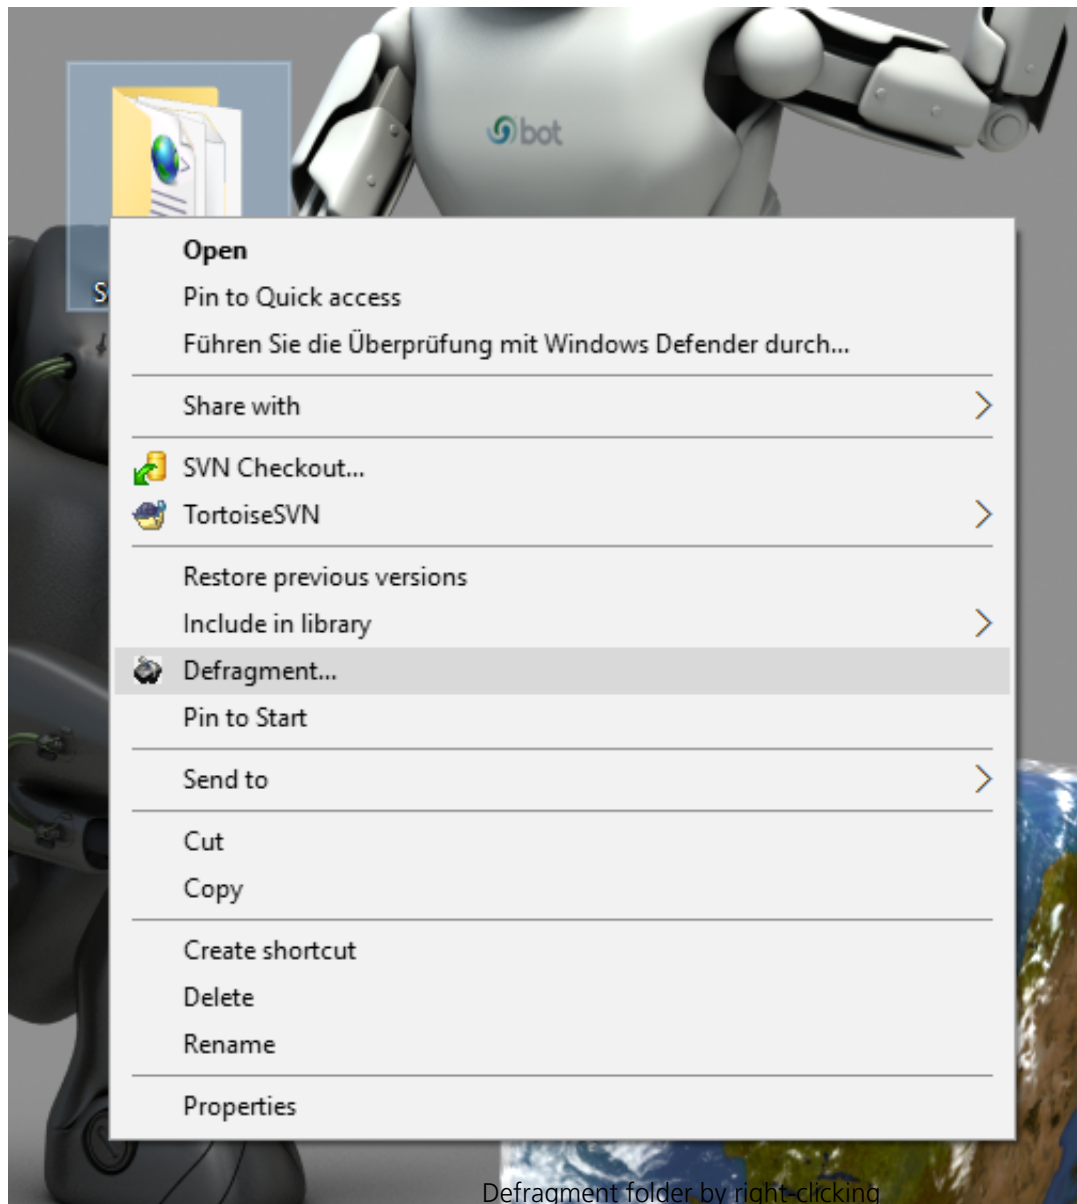 bot
Open
Pin to Quick access
Führen Sie die Überprüfung mit Windows Defender durch...
Share with
SVN Checkout...
TortoiseSVN
Restore previous versions
Include in library
Defragment...
Pin to Start
Send to
Cut
Copy
Create shortcut
Delete
Rename
Properties
Defragment folder by right-clicking